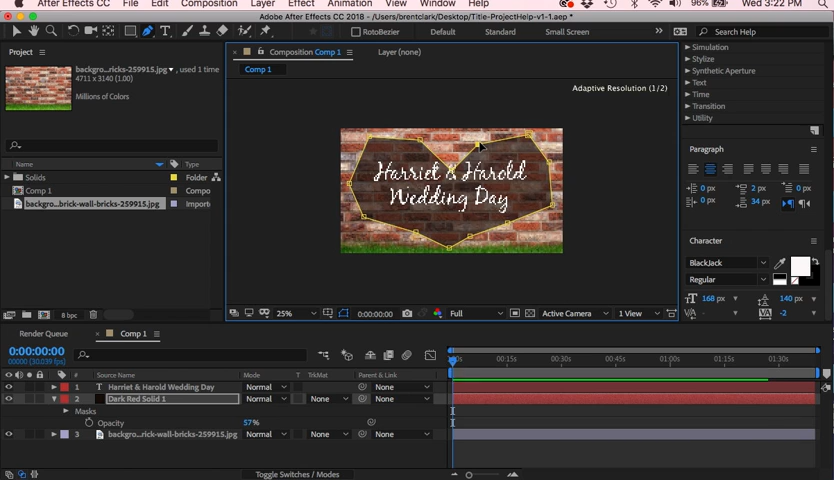 After Effects CC File Edit Composition Layer Effect Animation View Window Help 96% Wed 3:22 PM
Adobe After Effects CC 2018 - /Users/brentclark/Desktop/Title-ProjectHelp-v1-1.aep *
RotoBezier Default Standard Small Screen Search Help
Project
Composition Comp 1
Layer (none)
Comp 1
backgro...ricks-259915.jpg, used 1 time
4711 x 3140 (1.00)
Millions of Colors
Adaptive Resolution (1/2)
Simulation
Stylize
Synthetic Aperture
Text
Time
Transition
Utility
Harriet & Harold
Wedding Day
Name Type
Solids Folder
Comp 1 Compo
backgro...brick-wall-bricks-259915.jpg Import
Paragraph
0 px 2 px 0 px
0 px 34 px
Character
BlackJack
Regular
168 px 140 px
-2
8 bpc
25% 0:00:00:00 Full Active Camera 1 View
Render Queue Comp 1
0:00:00:00
00000 (30.039 fps)
# Source Name Mode T TrkMat Parent & Link
:00s 00:15s 00:30s 00:45s 01:00s 01:15s 01:30s
1 T Harriet & Harold Wedding Day Normal None
2 Dark Red Solid 1 Normal None None
Masks
Opacity 57%
3 backgro...rick-wall-bricks-259915.jpg Normal None None
Toggle Switches / Modes